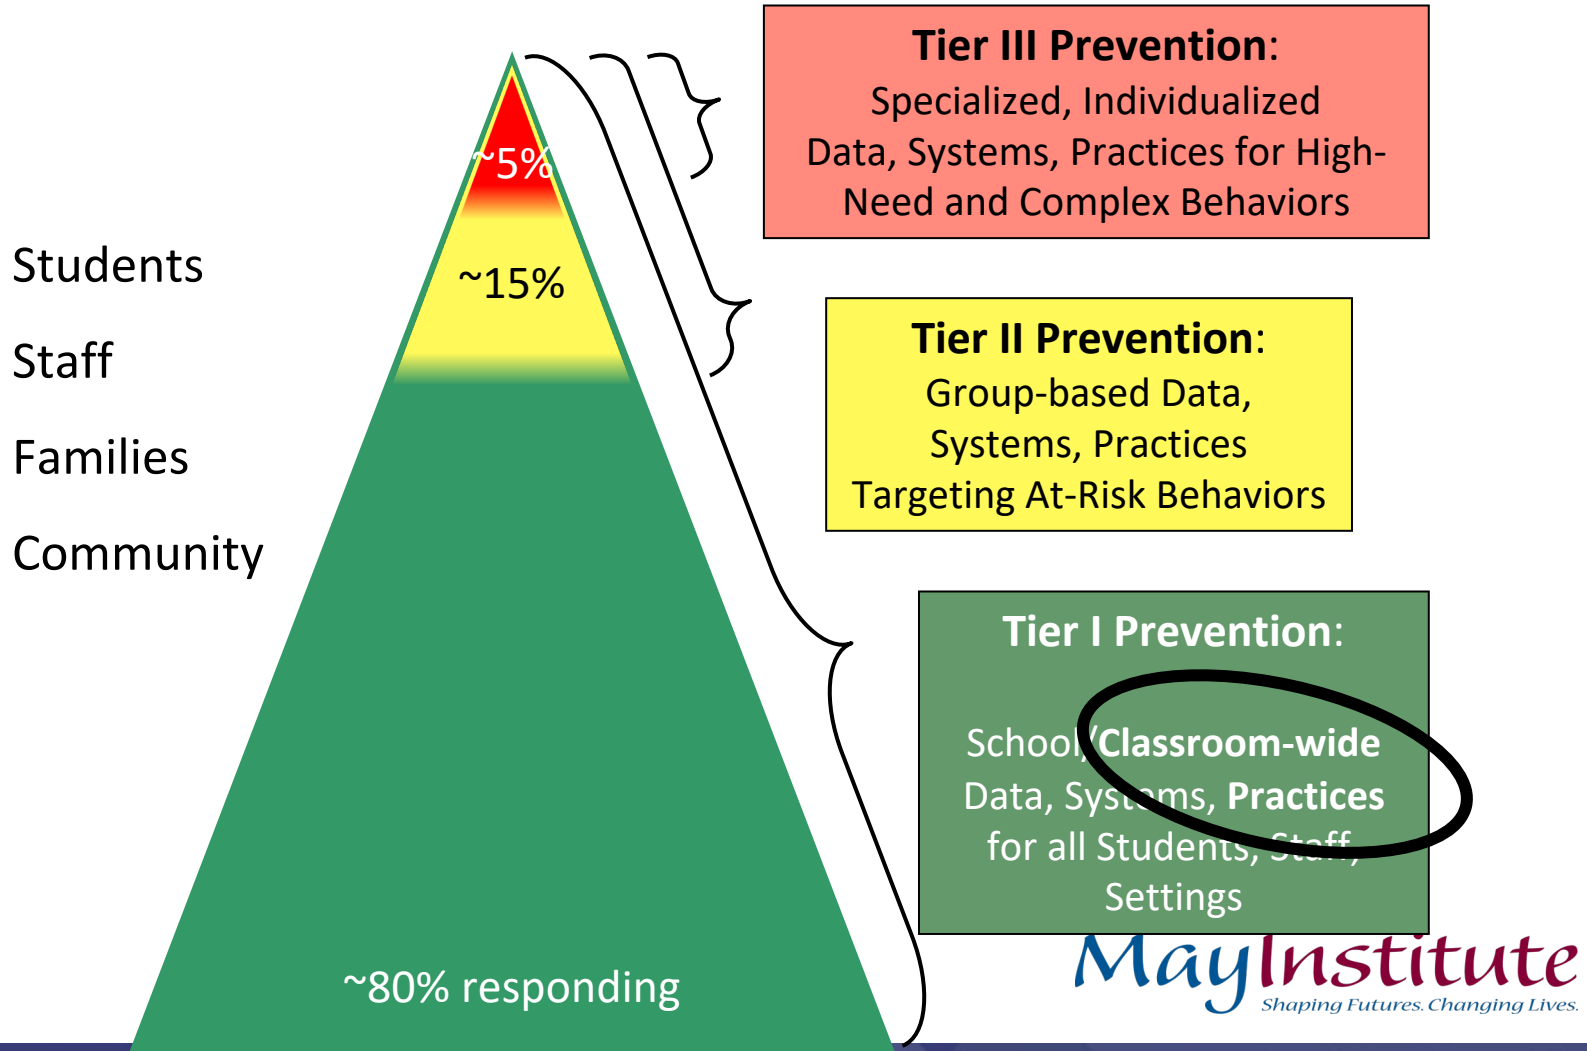 Students
Staff
Families
Community
~5%
~15%
~80% responding
Tier III Prevention:
Specialized, Individualized
Data, Systems, Practices for High-
Need and Complex Behaviors
Tier II Prevention:
Group-based Data,
Systems, Practices
Targeting At-Risk Behaviors
Tier I Prevention:
School/Classroom-wide
Data, Systems, Practices
for all Students, Staff,
Settings
May Institute
Shaping Futures. Changing Lives.